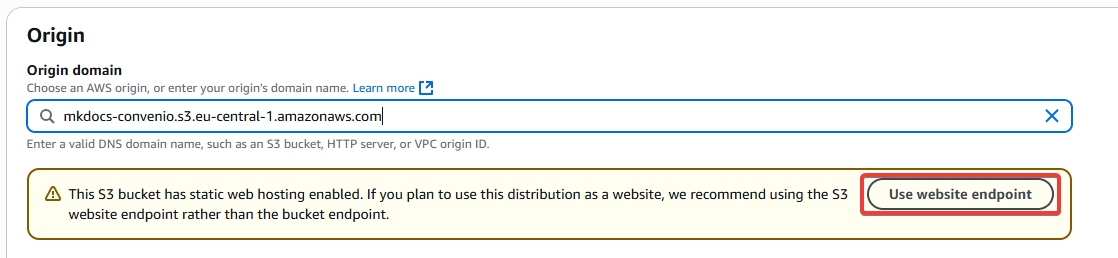 Origin
Origin domain
Choose an AWS origin, or enter your origin's domain name. Learn more
mkdocs-convenio.s3.eu-central-1.amazonaws.com
Enter a valid DNS domain name, such as an S3 bucket, HTTP server, or VPC origin ID.
This S3 bucket has static web hosting enabled. If you plan to use this distribution as a website, we recommend using the S3
website endpoint rather than the bucket endpoint.
Use website endpoint